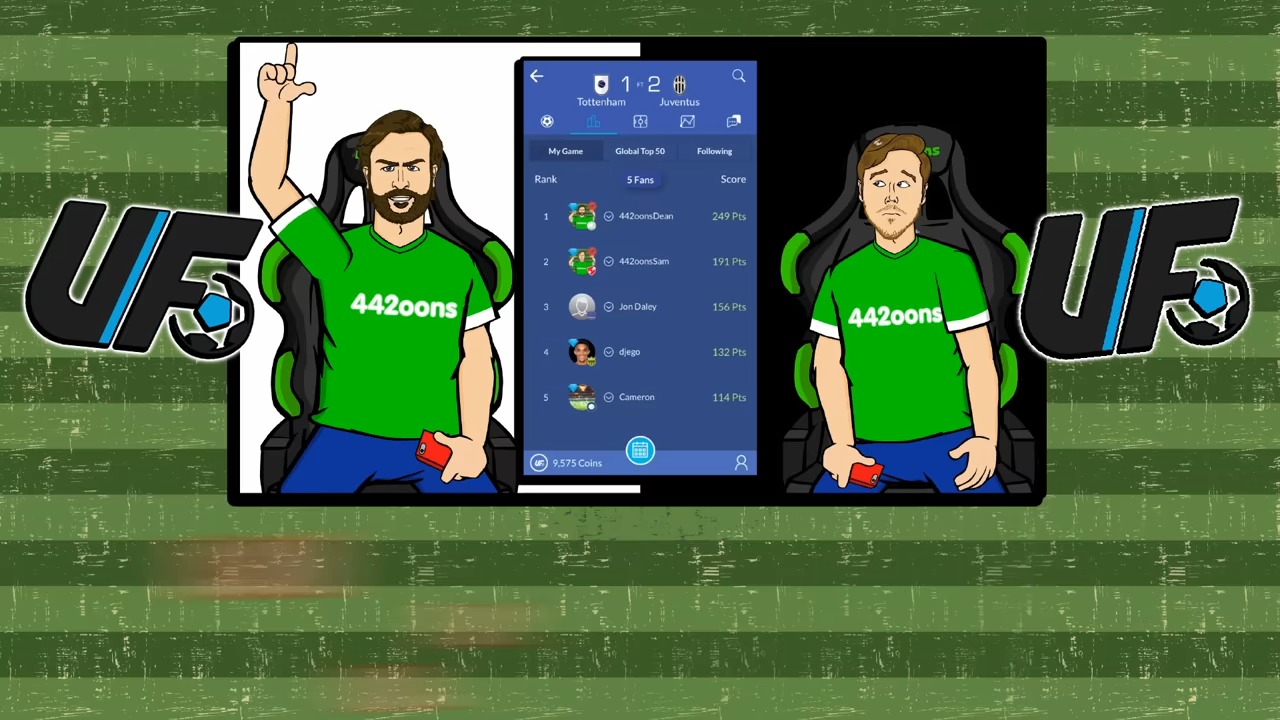 1 FT 2
Tottenham Juventus
My Game Global Top 50 Following
Rank 5 Fans Score
1 442oonsDean 249 Pts
2 442oonsSam 191 Pts
3 Jon Daley 156 Pts
4 djego 132 Pts
5 Cameron 114 Pts
UF 9,575 Coins
UF
442oons
442oons
UF